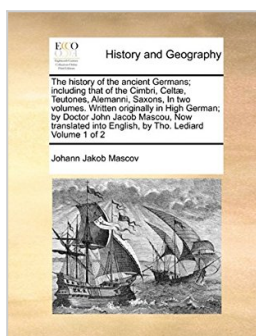 ECCO
History and Geography
The history of the ancient Germans;
including that of the Cimbri, Celtæ,
Teutones, Alemanni, Saxons, In two
volumes. Written originally in High German;
by Doctor John Jacob Mascou, Now
translated into English, by Tho. Lediard
Volume 1 of 2
Johann Jakob Mascov